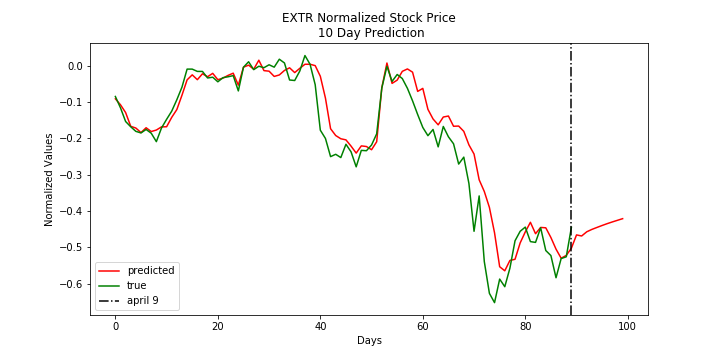 EXTR Normalized Stock Price
10 Day Prediction
Normalized Values
0.0
−0.1
−0.2
−0.3
−0.4
−0.5
−0.6
predicted
true
april 9
0
20
40
60
80
100
Days